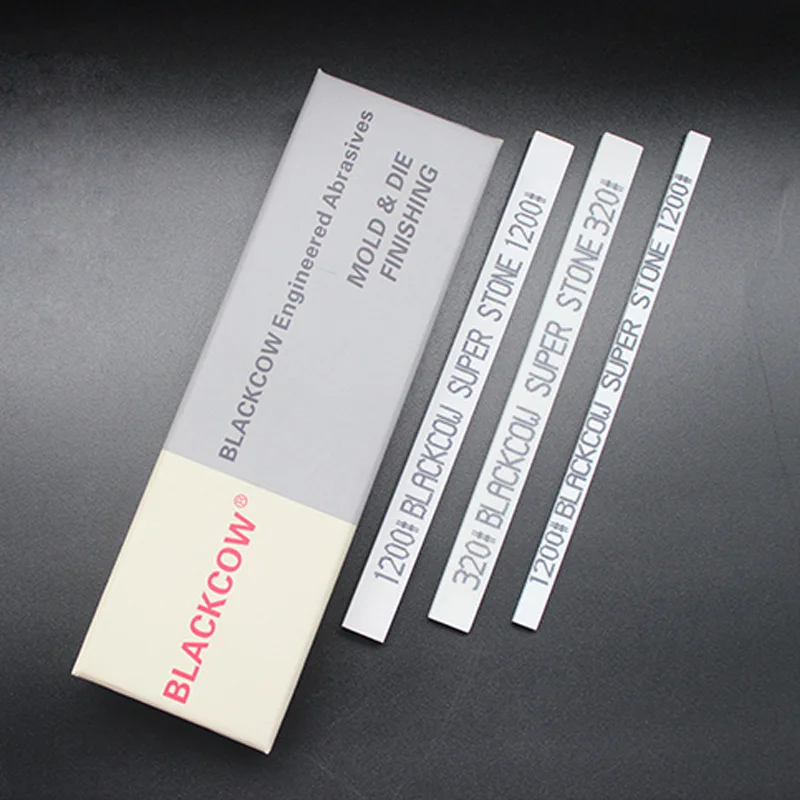 BLACKCOW Engineered Abrasives
MOLD & DIE
FINISHING
BLACKCOW®
1200# BLACKCOW SUPER STONE 1200#
320# BLACKCOW SUPER STONE 320#
1200# BLACKCOW SUPER STONE 1200#